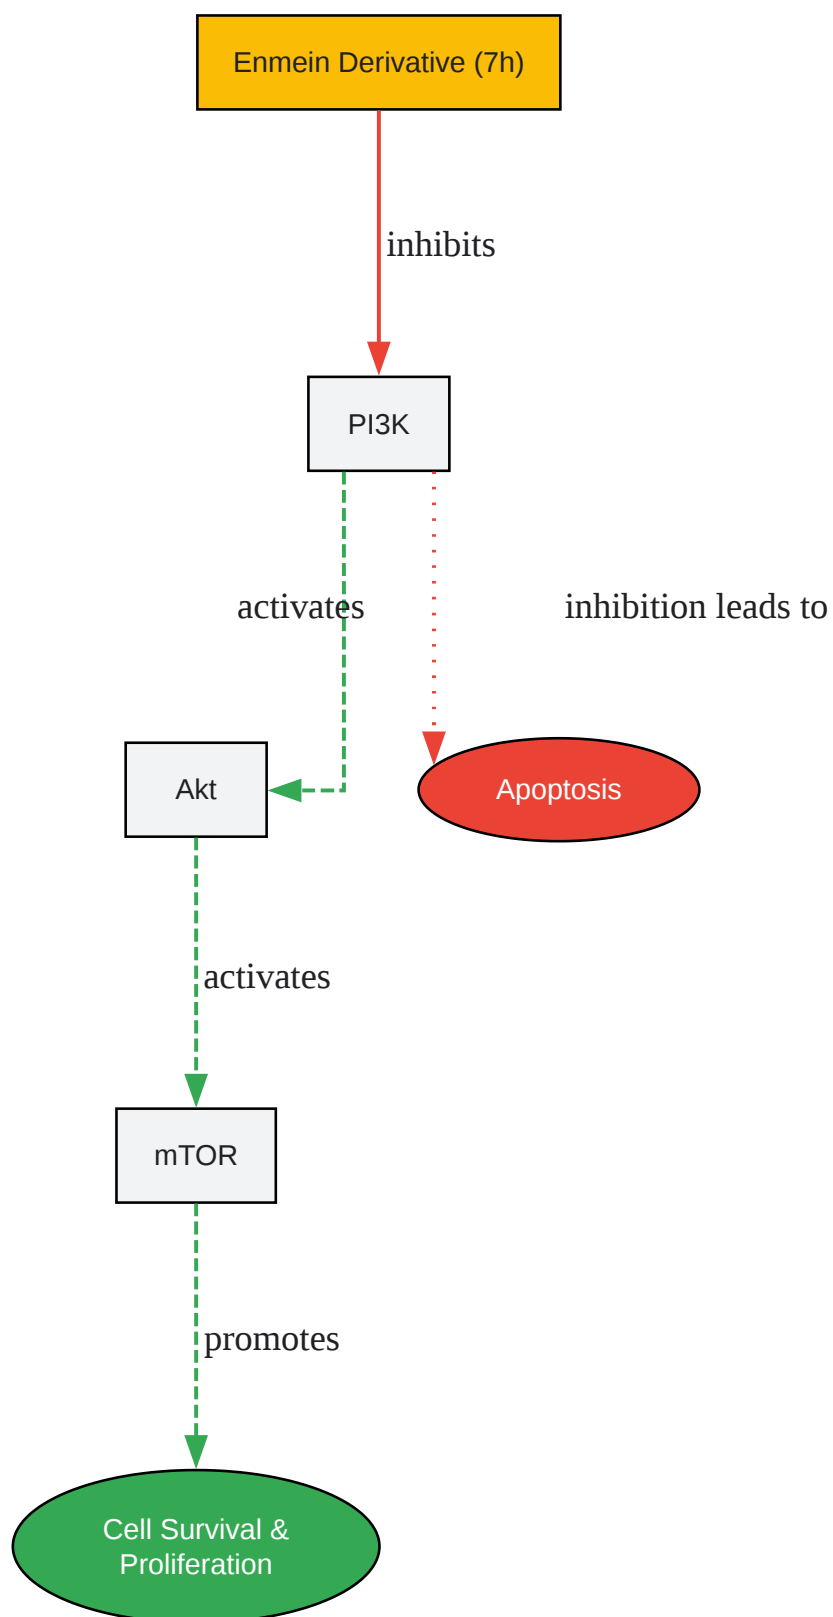 Enmein Derivative (7h)
inhibits
PI3K
activates
inhibition leads to
Akt
Apoptosis
activates
mTOR
promotes
Cell Survival &
Proliferation